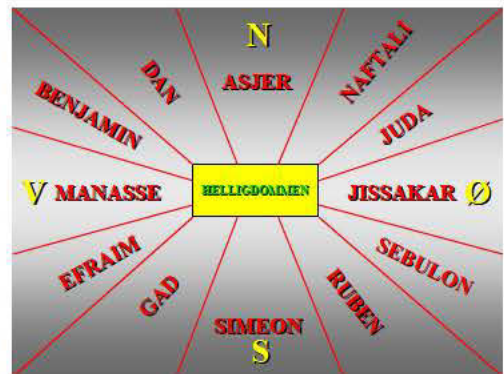 N
DAN
ASJER
NAFTALI
BENJAMIN
JUDA
V MANASSE
HELLIGDOMMEN
JISSAKAR Ø
EFRAIM
SEBULON
GAD
RUBEN
SIMEON
S